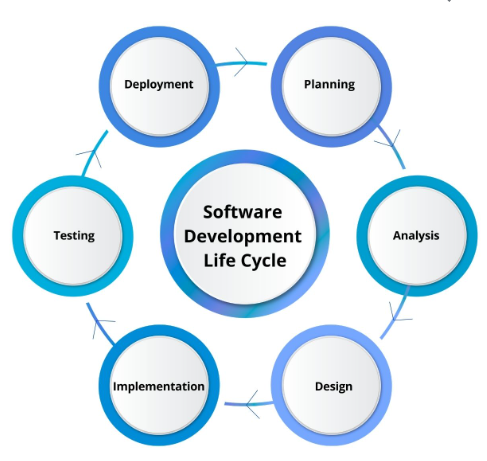 Deployment
Planning
Testing
Software
Development
Life Cycle
Analysis
Implementation
Design